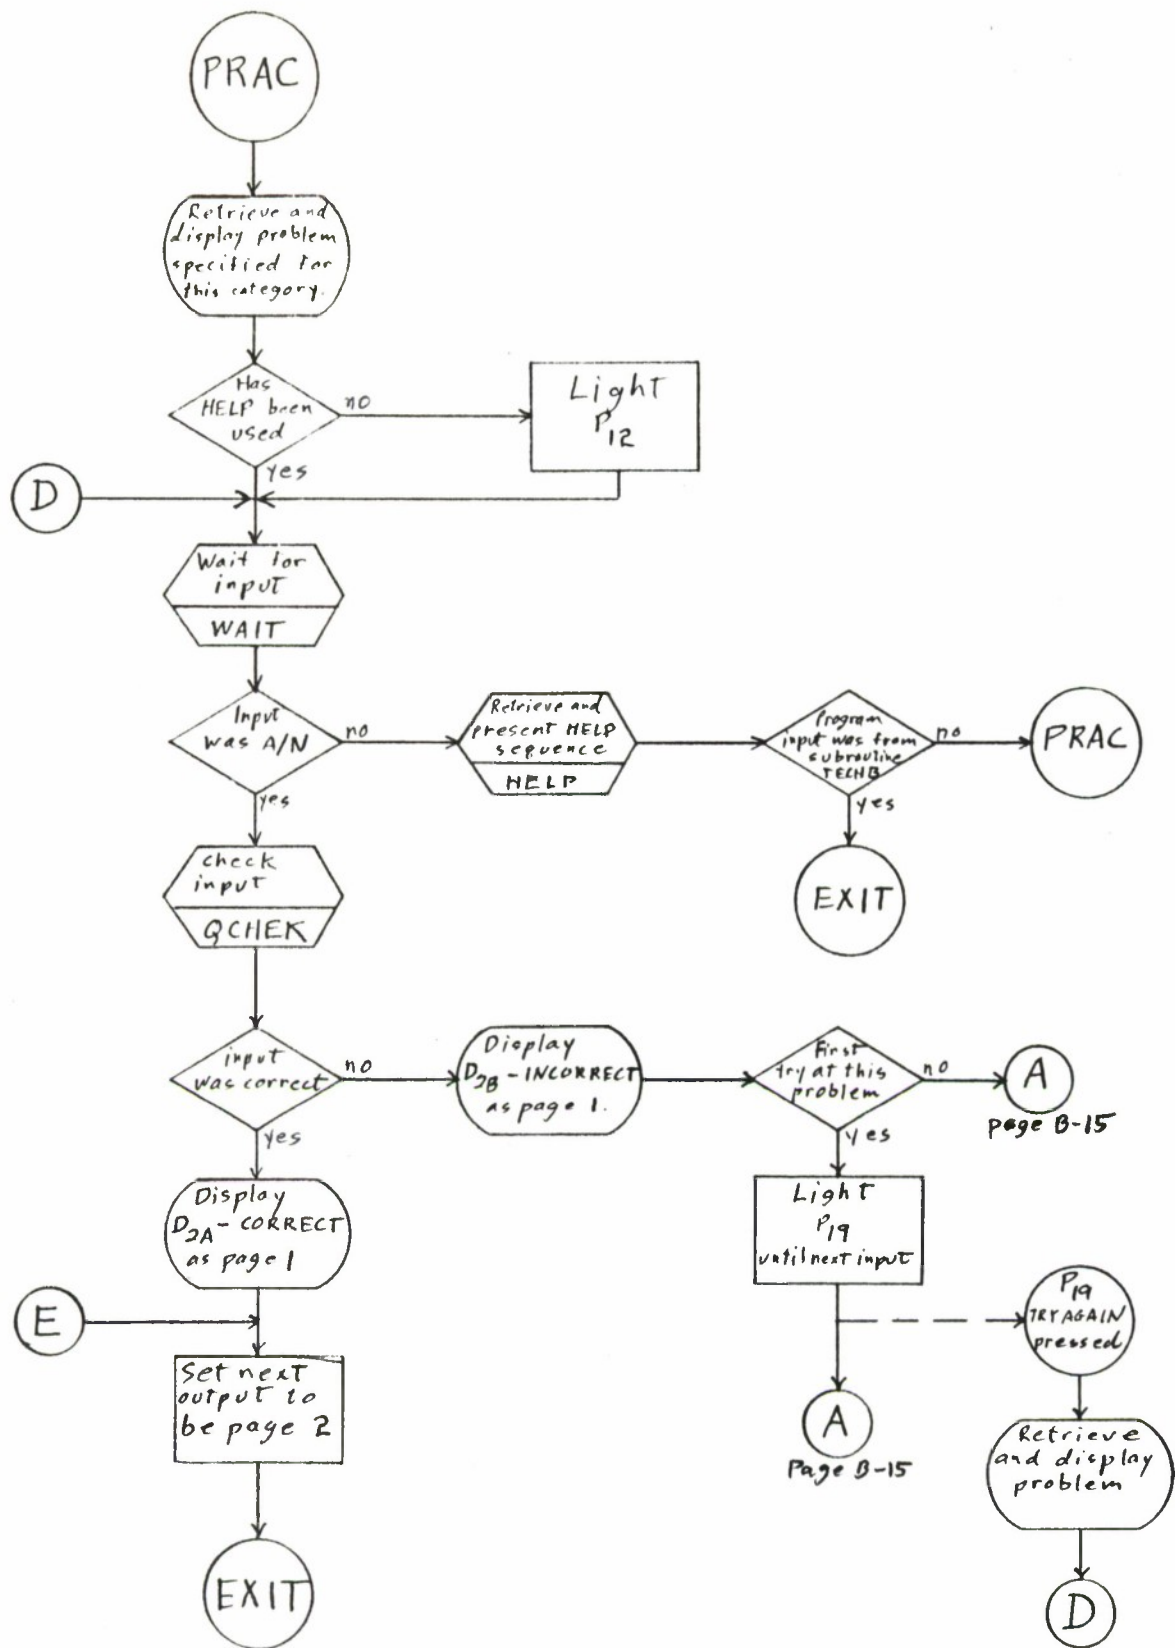 PRAC
Retrieve and
display problem
specified for
this category.
Has
HELP been
used
no
Light
P12
yes
D
Wait for
input
WAIT
Input
was A/N
no
Retrieve and
present HELP
sequence
HELP
Program
input was from
subroutine
TECHB
no
PRAC
yes
yes
EXIT
check
input
QCHEK
input
was correct
no
Display
D2B - INCORRECT
as page 1.
First
try at this
problem
no
A
page B-15
yes
yes
Display
D2A - CORRECT
as page 1
Light
P19
until next input
E
P19
TRY AGAIN
pressed
Set next
output to
be page 2
A
Page B-15
Retrieve
and display
problem
EXIT
D